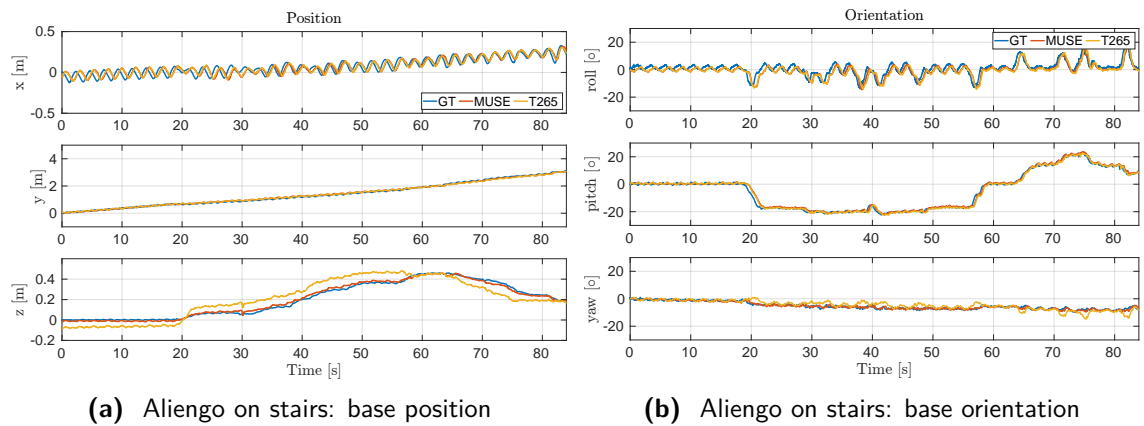 Position
0.5
0
-0.5
x [m]
GT MUSE T265
0 10 20 30 40 50 60 70 80
4
2
0
y [m]
0 10 20 30 40 50 60 70 80
0.4
0.2
0
-0.2
z [m]
0 10 20 30 40 50 60 70 80
Time [s]
(a) Aliengo on stairs: base position
Orientation
20
0
-20
roll [○]
GT MUSE T265
0 10 20 30 40 50 60 70 80
20
0
-20
pitch [○]
0 10 20 30 40 50 60 70 80
20
0
-20
yaw [○]
0 10 20 30 40 50 60 70 80
Time [s]
(b) Aliengo on stairs: base orientation